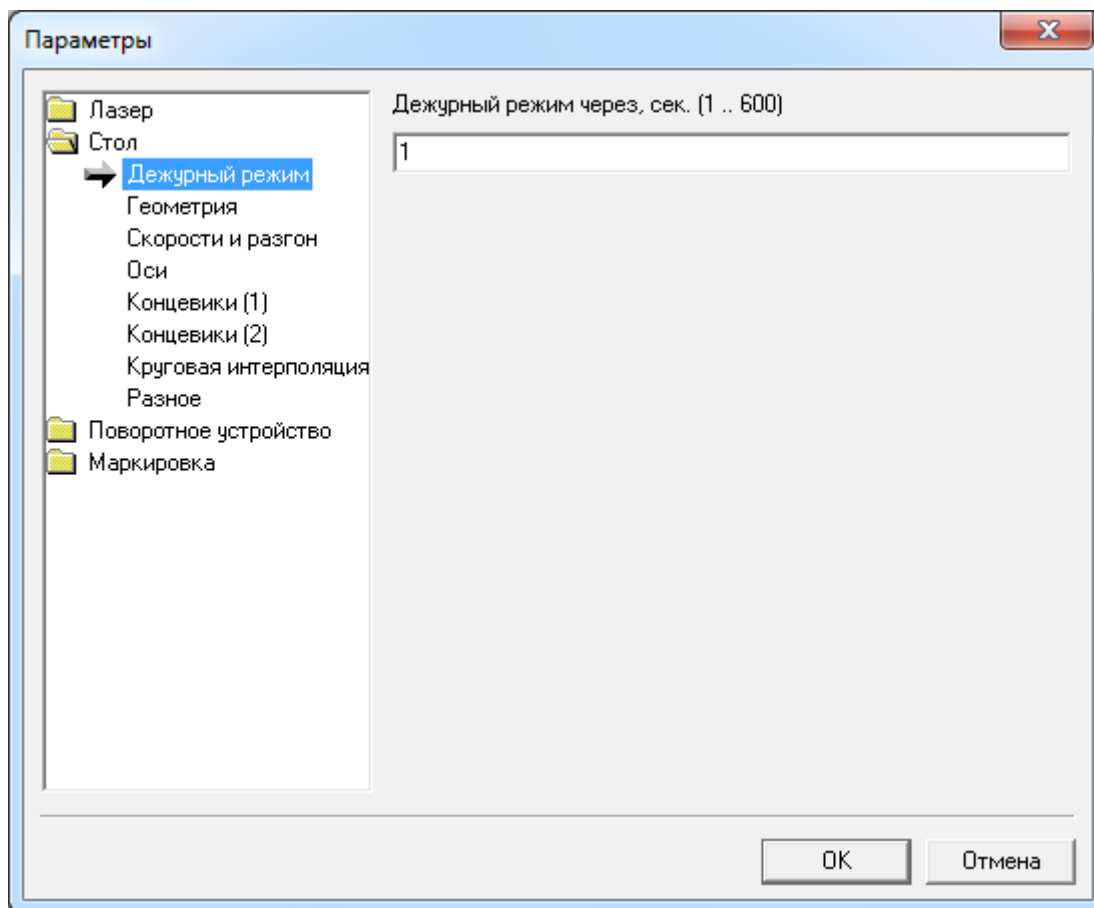 Параметры
Лазер
Стол
Дежурный режим
Геометрия
Скорости и разгон
Оси
Концевики (1)
Концевики (2)
Круговая интерполяция
Разное
Поворотное устройство
Маркировка
Дежурный режим через, сек. (1 .. 600)
1
OK
Отмена